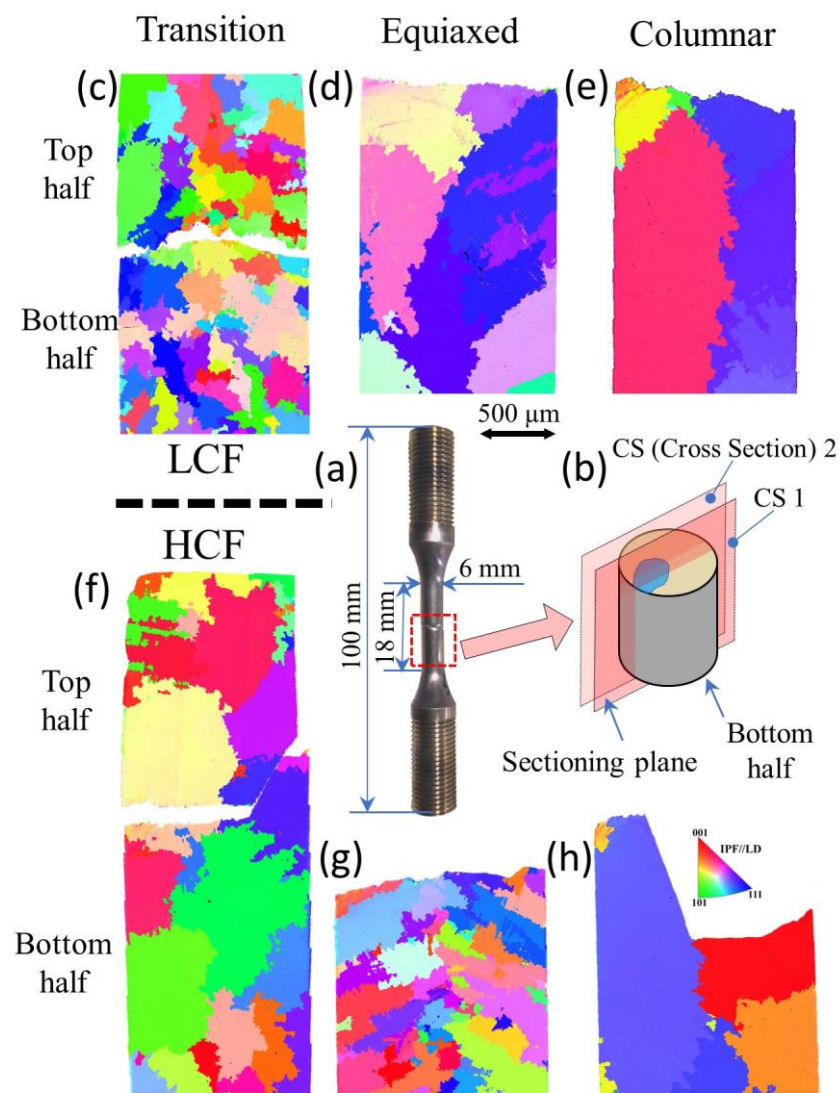 Transition
Equiaxed
Columnar
(c)
(d)
(e)
Top
half
Bottom
half
500 μm
LCF
HCF
(a)
(b)
CS (Cross Section) 2
CS 1
6 mm
100 mm
18 mm
Sectioning plane
Bottom
half
(f)
Top
half
Bottom
half
(g)
(h)
001
IPF//LD
101
111